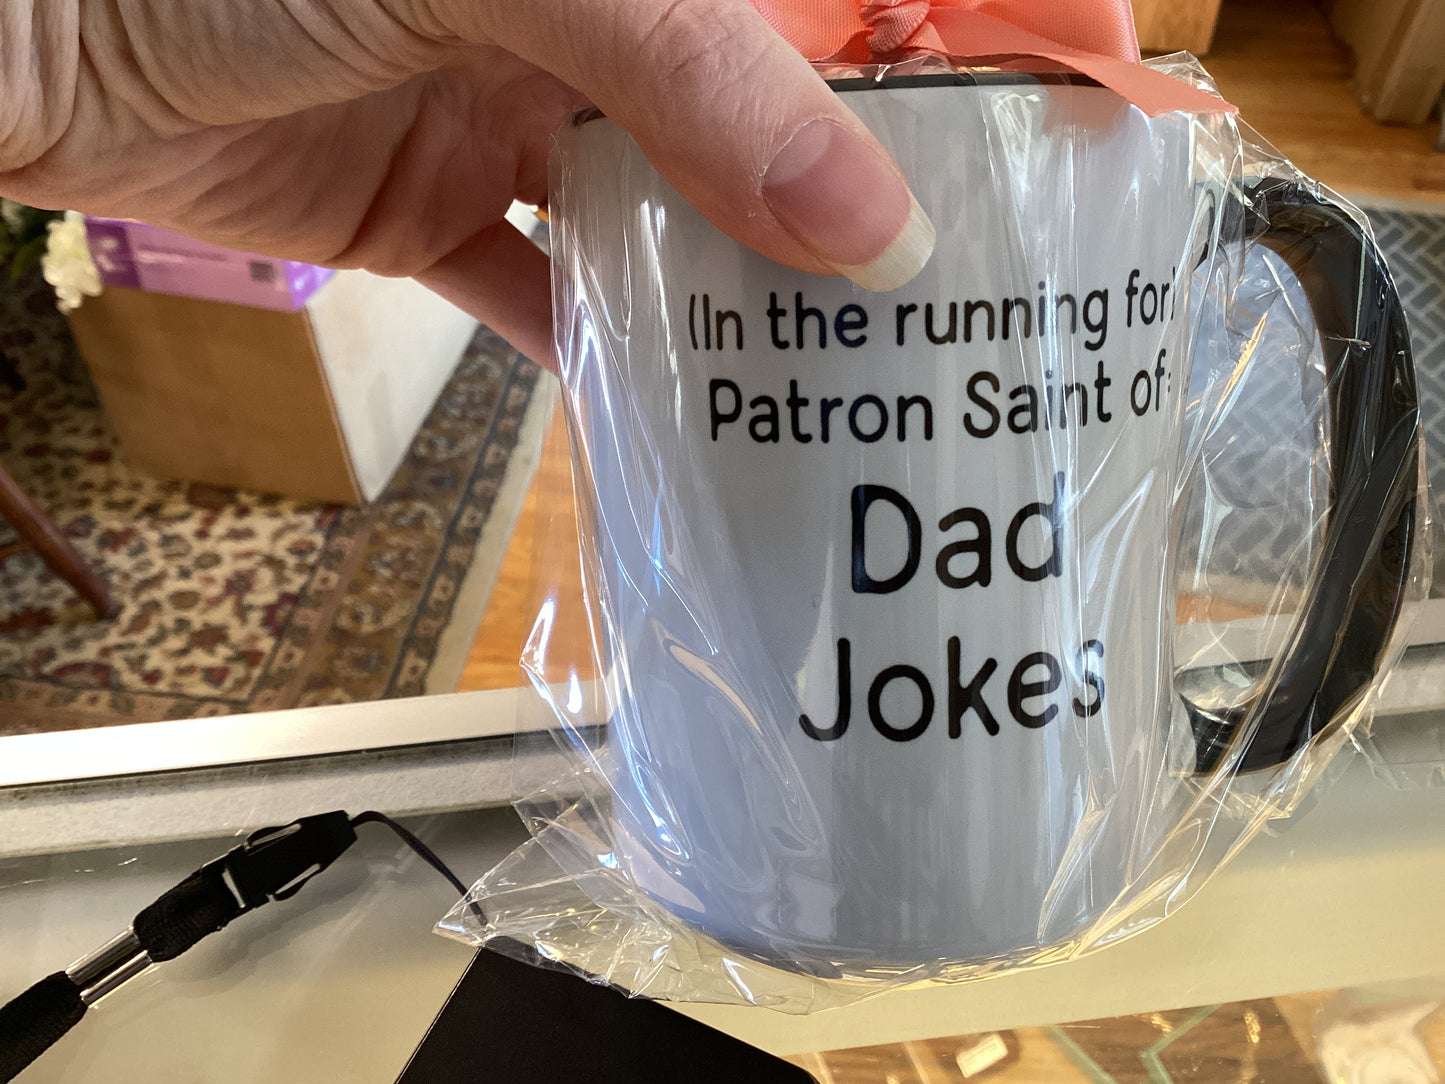 (In the running for)
Patron Saint of:
Dad
Jokes